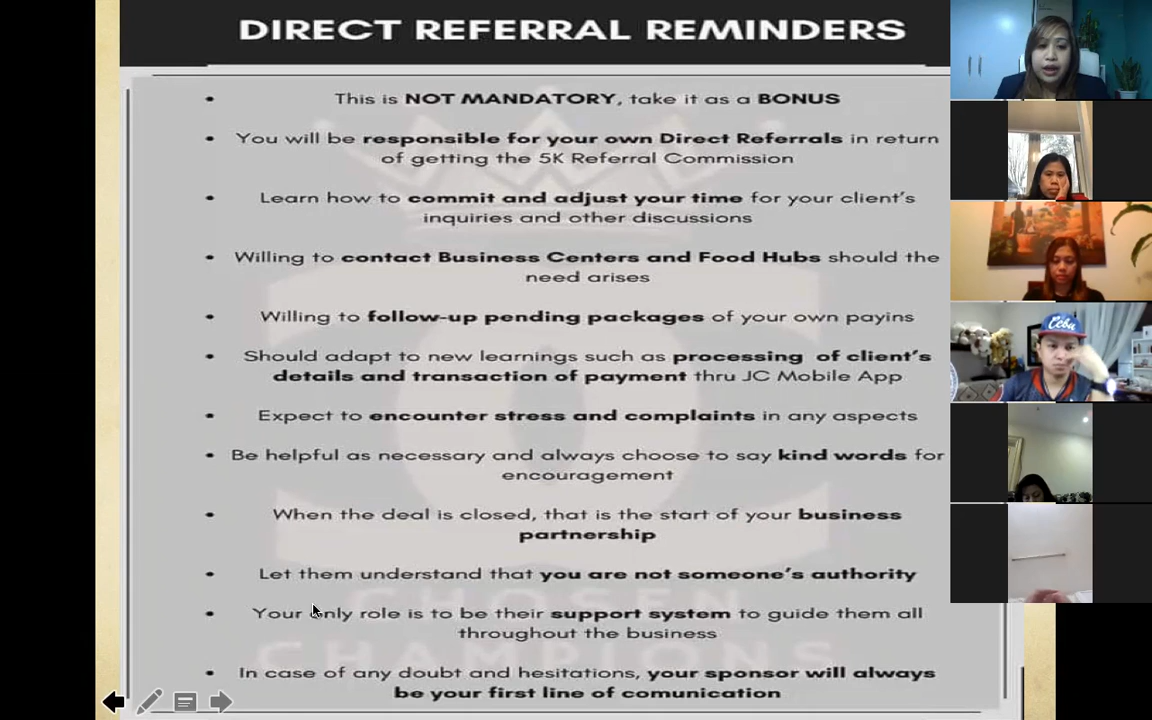 DIRECT REFERRAL REMINDERS
• This is NOT MANDATORY, take it as a BONUS
• You will be responsible for your own Direct Referrals in return
of getting the 5K Referral Commission
• Learn how to commit and adjust your time for your client's
inquiries and other discussions
• Willing to contact Business Centers and Food Hubs should the
need arises
• Willing to follow-up pending packages of your own payins
• Should adapt to new learnings such as processing of client's
details and transaction of payment thru JC Mobile App
• Expect to encounter stress and complaints in any aspects
• Be helpful as necessary and always choose to say kind words for
encouragement
• When the deal is closed, that is the start of your business
partnership
• Let them understand that you are not someone's authority
• Your only role is to be their support system to guide them all
throughout the business
• In case of any doubt and hesitations, your sponsor will always
be your first line of comunication
CHOSEN
CHAMPIONS
Cebu